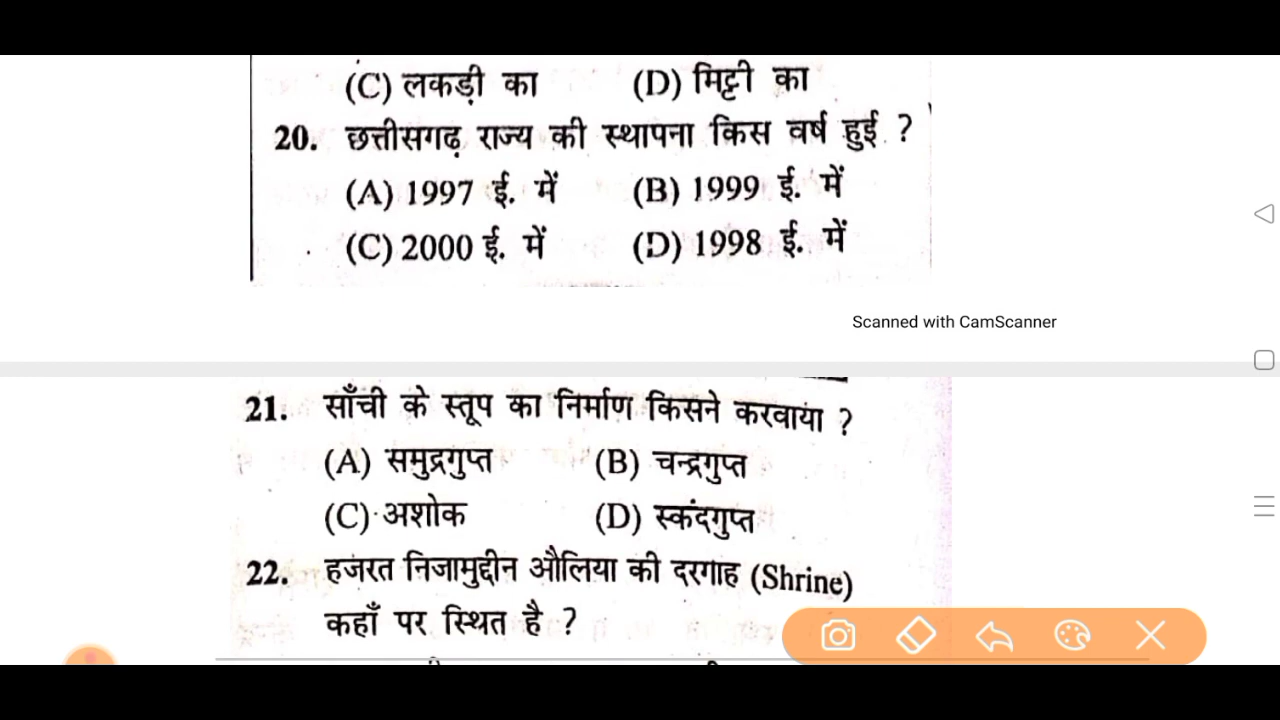 (C) लकड़ी का (D) मिट्टी का
20. छत्तीसगढ़ राज्य की स्थापना किस वर्ष हुई ?
(A) 1997 ई. में (B) 1999 ई. में
(C) 2000 ई. में (D) 1998 ई. में
Scanned with CamScanner
21. साँची के स्तूप का निर्माण किसने करवाया ?
(A) समुद्रगुप्त (B) चन्द्रगुप्त
(C) अशोक (D) स्कंदगुप्त
22. हजरत निजामुद्दीन औलिया की दरगाह (Shrine)
कहाँ पर स्थित है ?